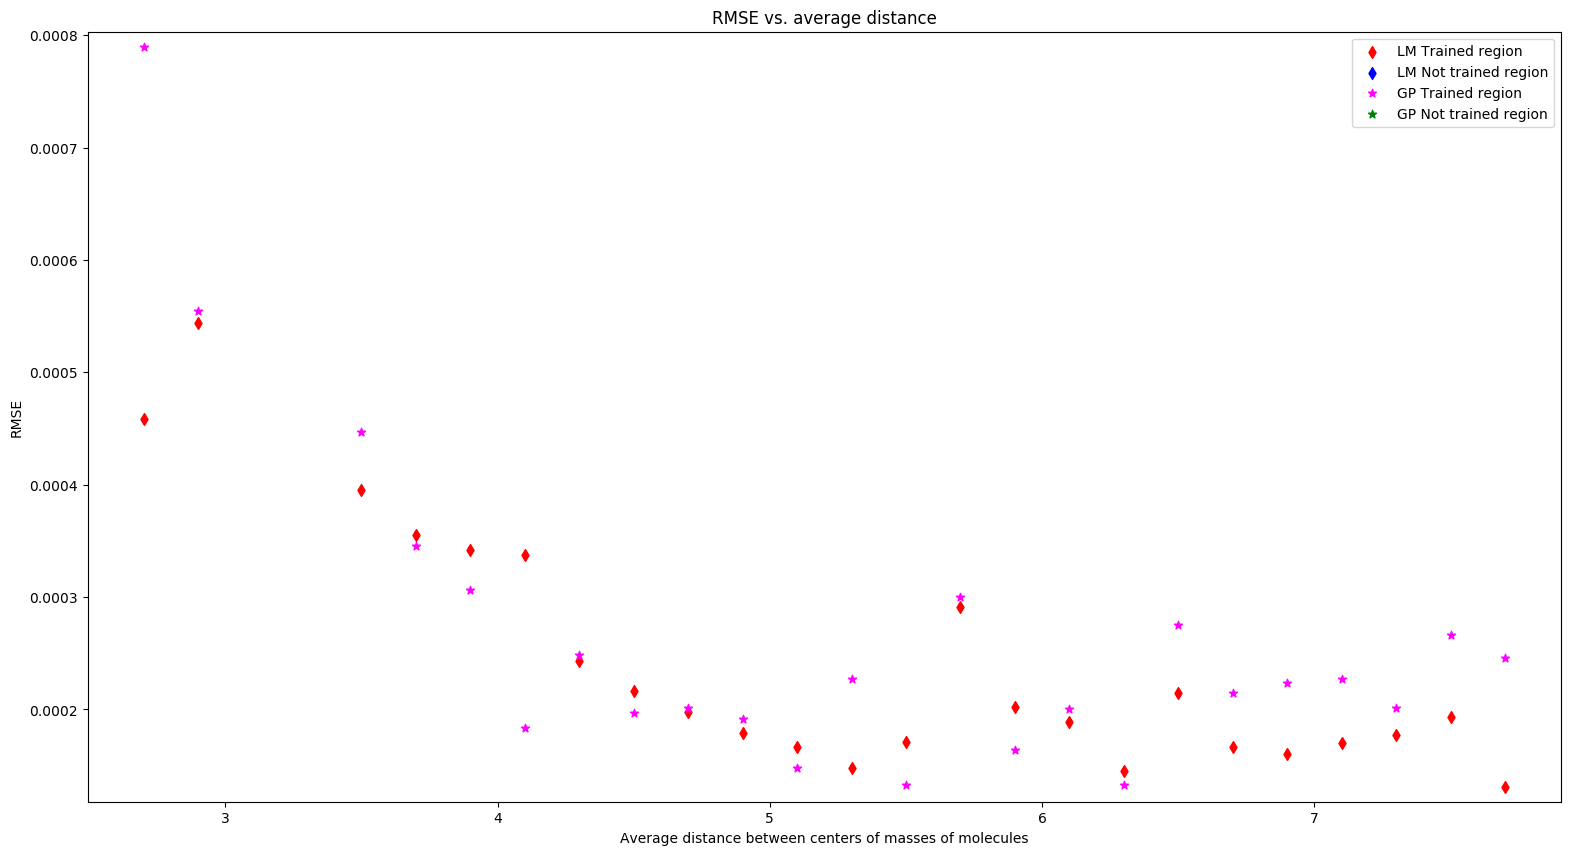 RMSE vs. average distance
LM Trained region
LM Not trained region
GP Trained region
GP Not trained region
0.0008
0.0007
0.0006
0.0005
0.0004
0.0003
0.0002
RMSE
3 4 5 6 7
Average distance between centers of masses of molecules